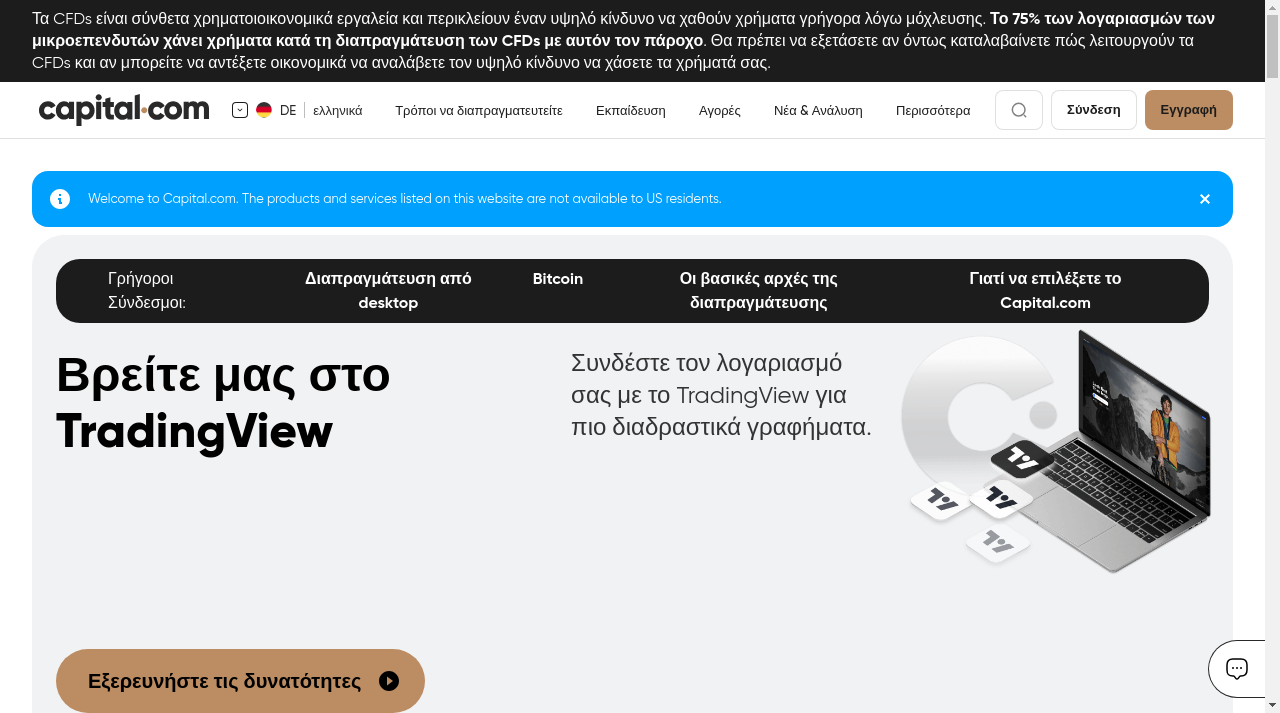 Τα CFDs είναι σύνθετα χρηματοιοικονομικά εργαλεία και περικλείουν έναν υψηλό κίνδυνο να χαθούν χρήματα γρήγορα λόγω μόχλευσης. Το 75% των λογαριασμών των
μικροεπενδυτών χάνει χρήματα κατά τη διαπραγμάτευση των CFDs με αυτόν τον πάροχο. Θα πρέπει να εξετάσετε αν όντως καταλαβαίνετε πώς λειτουργούν τα
CFDs και αν μπορείτε να αντέξετε οικονομικά να αναλάβετε τον υψηλό κίνδυνο να χάσετε τα χρήματά σας.
capital.com DE ελληνικά Τρόποι να διαπραγματευτείτε Εκπαίδευση Αγορές Νέα & Ανάλυση Περισσότερα Σύνδεση Εγγραφή
Welcome to Capital.com. The products and services listed on this website are not available to US residents.
Γρήγοροι Σύνδεσμοι:
Διαπραγμάτευση από desktop
Bitcoin
Οι βασικές αρχές της διαπραγμάτευσης
Γιατί να επιλέξετε το Capital.com
Βρείτε μας στο
TradingView
Συνδέστε τον λογαριασμό
σας με το TradingView για
πιο διαδραστικά γραφήματα.
Εξερευνήστε τις δυνατότητες